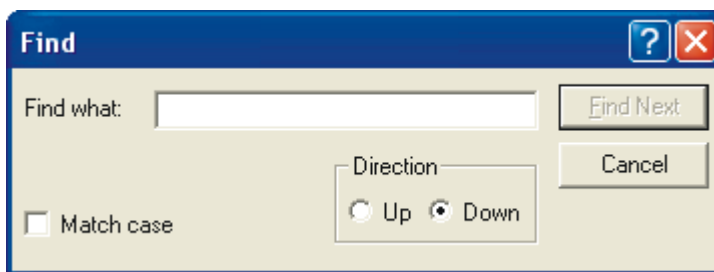 Find
Find what:
Find Next
Direction
Cancel
Up
Down
Match case